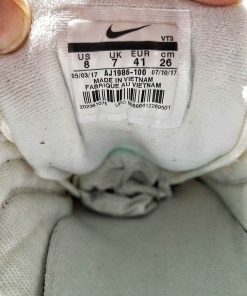 VT3
US UK EUR cm
8 7 41 26
05/03/17 AJ1986-100 07/10/17
MADE IN VIETNAM
FABRIQUÉ AU VIETNAM